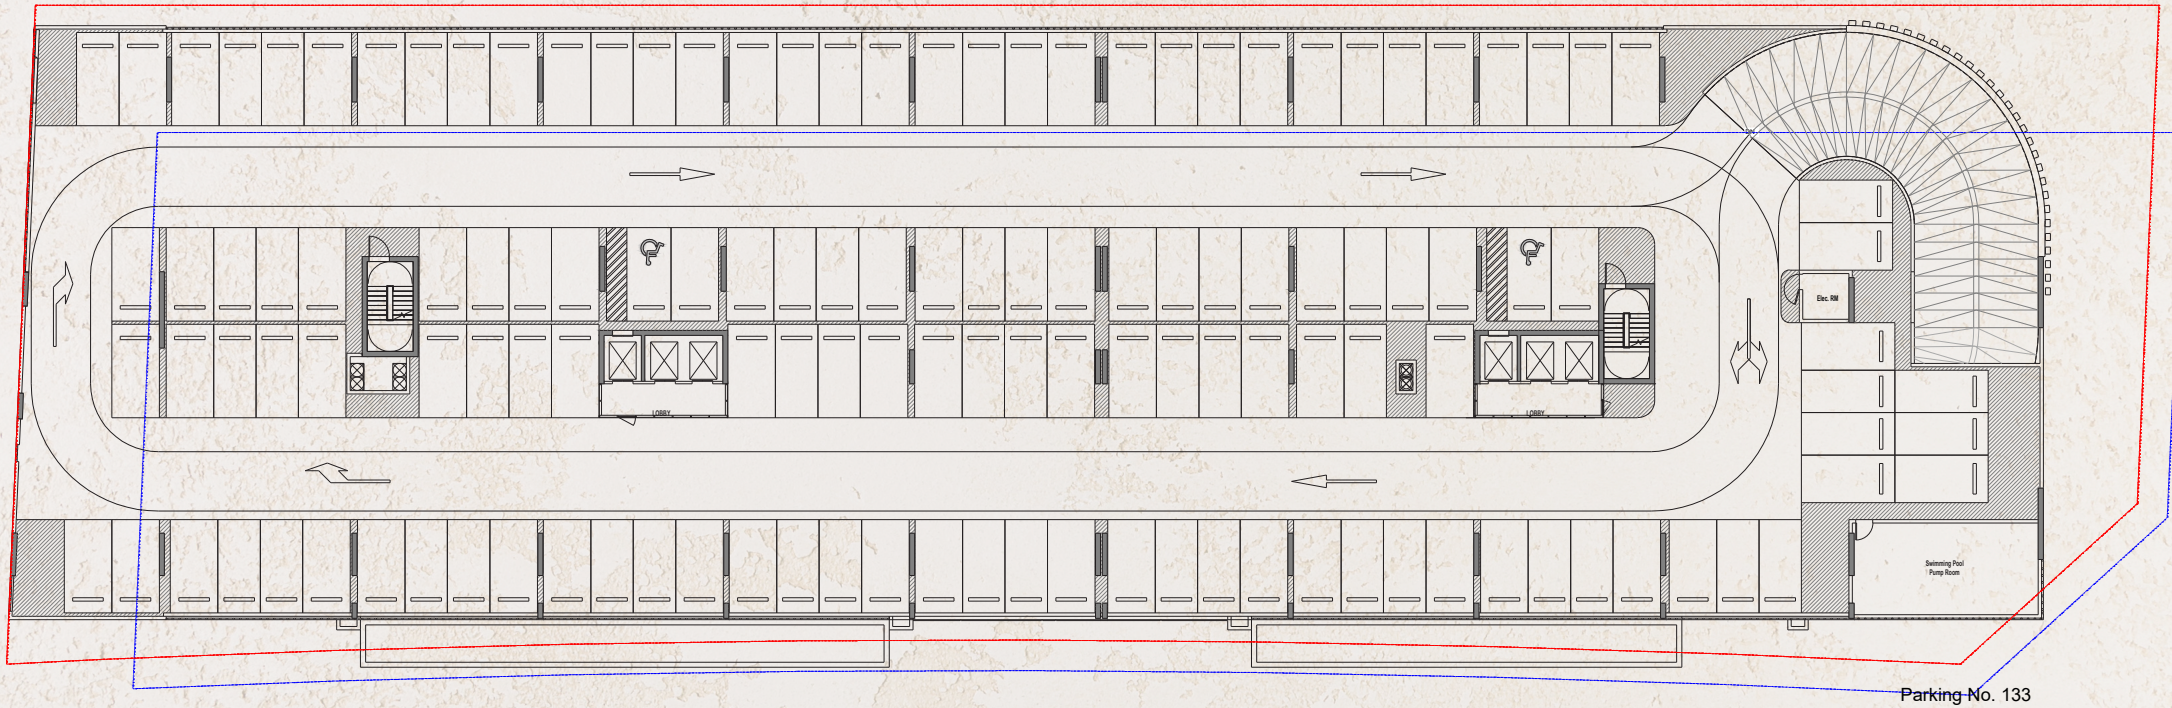 Elec. RM
LOBBY
LOBBY
Swimming Pool
Pump Room
Parking No. 133